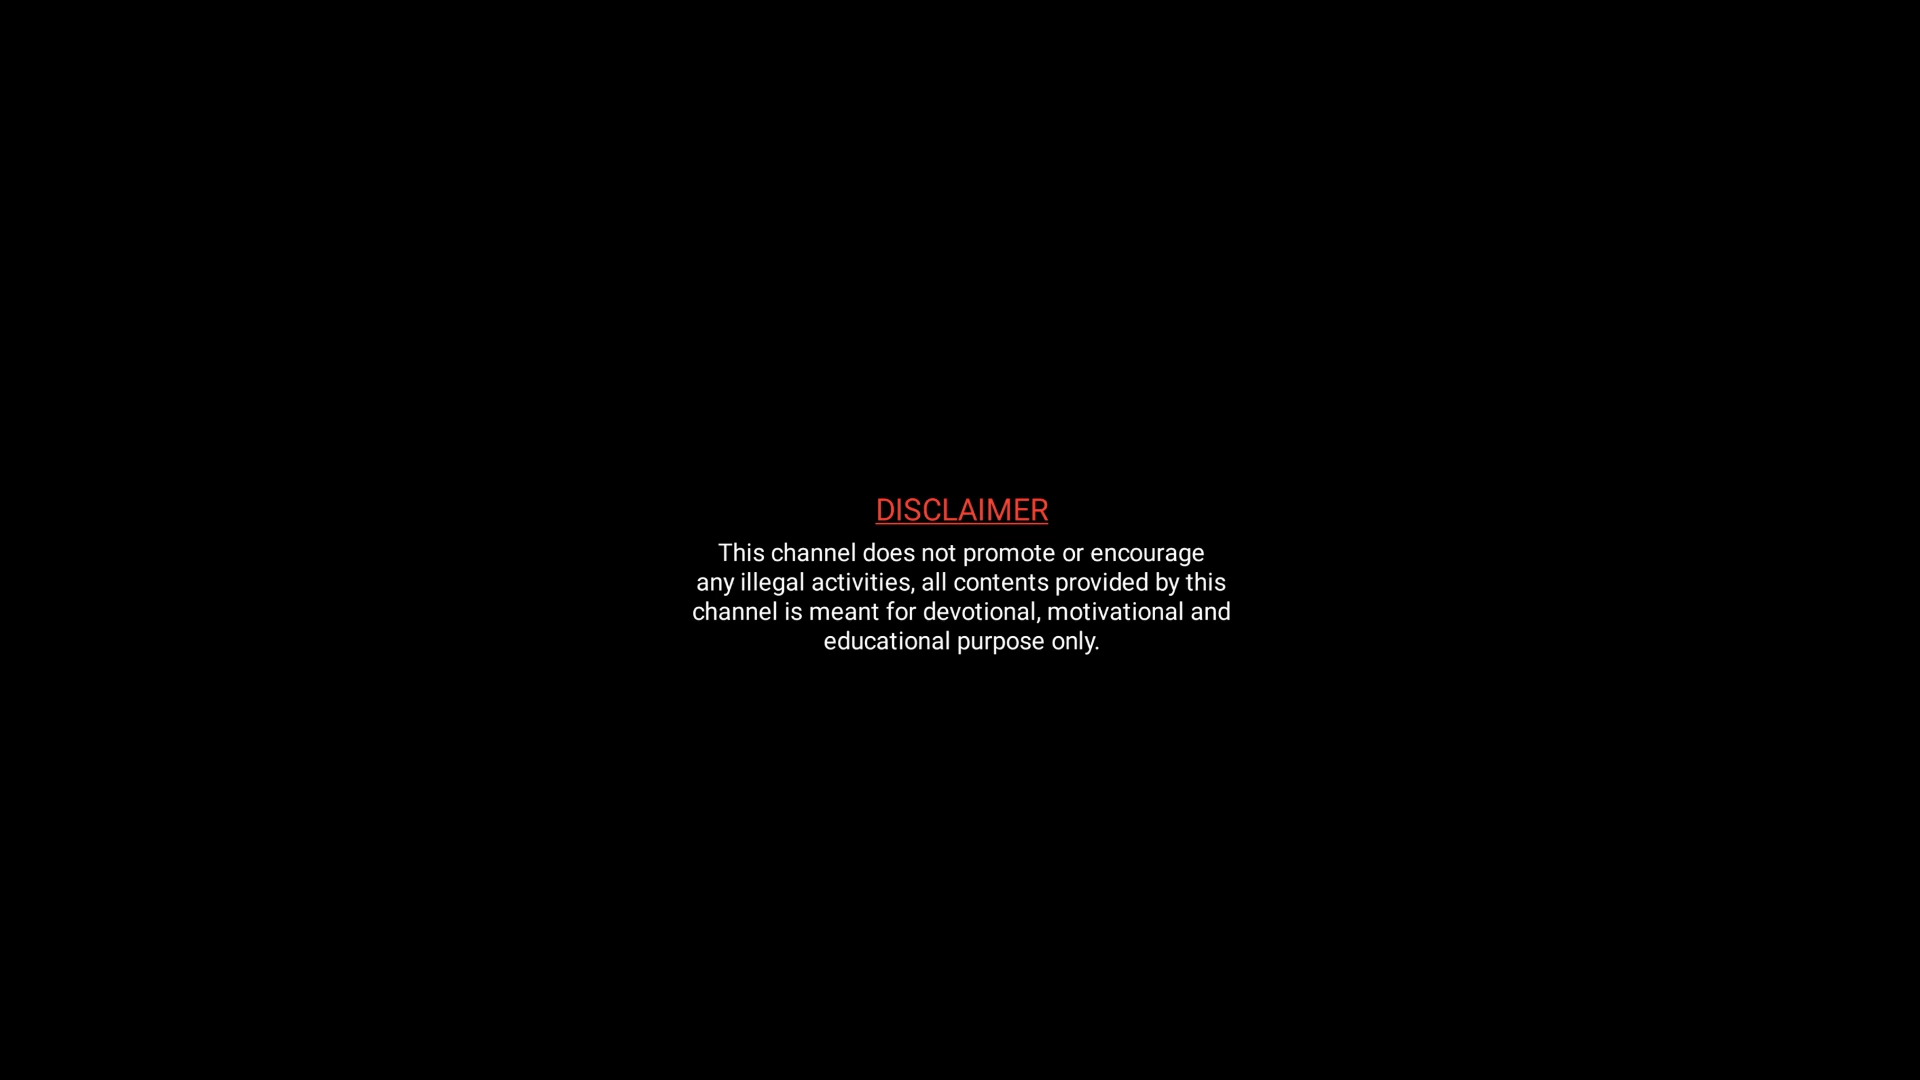 DISCLAIMER
This channel does not promote or encourage
any illegal activities, all contents provided by this
channel is meant for devotional, motivational and
educational purpose only.